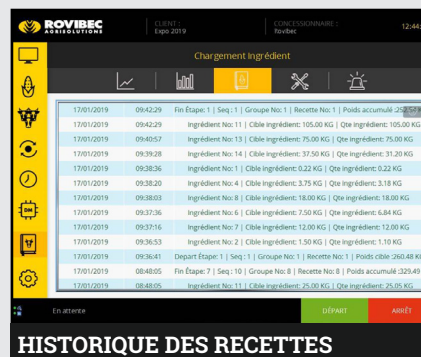 ROVIBEC
AGRISOLUTIONS
CLIENT :
Expo 2019
CONCESSIONNAIRE :
Rovibec
12:44:
Chargement Ingrédient
17/01/2019 09:42:29 Fin Étape: 1 | Seq : 1 | Groupe No: 1 | Recette No: 1 | Poids accumulé :
17/01/2019 09:42:29 Ingrédient No: 11 | Cible ingrédient: 105.00 KG | Qte ingrédient: 105.00 KG
17/01/2019 09:40:57 Ingrédient No: 13 | Cible ingrédient: 75.00 KG | Qte ingrédient: 75.00 KG
17/01/2019 09:39:28 Ingrédient No: 14 | Cible ingrédient: 37.50 KG | Qte ingrédient: 31.20 KG
17/01/2019 09:38:36 Ingrédient No: 1 | Cible ingrédient: 0.22 KG | Qte ingrédient: 0.22 KG
17/01/2019 09:38:20 Ingrédient No: 4 | Cible ingrédient: 3.75 KG | Qte ingrédient: 3.18 KG
17/01/2019 09:38:03 Ingrédient No: 8 | Cible ingrédient: 18.00 KG | Qte ingrédient: 18.00 KG
17/01/2019 09:37:36 Ingrédient No: 6 | Cible ingrédient: 7.50 KG | Qte ingrédient: 6.84 KG
17/01/2019 09:37:16 Ingrédient No: 7 | Cible ingrédient: 12.00 KG | Qte ingrédient: 12.00 KG
17/01/2019 09:36:53 Ingrédient No: 2 | Cible ingrédient: 1.50 KG | Qte ingrédient: 1.10 KG
17/01/2019 09:36:41 Depart Étape: 1 | Seq : 1 | Groupe No: 1 | Recette No: 1 | Poids cible :260.48 KG
17/01/2019 08:48:05 Fin Étape: 7 | Seq : 10 | Groupe No: 8 | Recette No: 8 | Poids accumulé :329.49
17/01/2019 08:48:05 Ingrédient No: 11 | Cible ingrédient: 25.00 KG | Qte ingrédient: 25.05 KG
En attente
DÉPART
ARRÊT
HISTORIQUE DES RECETTES